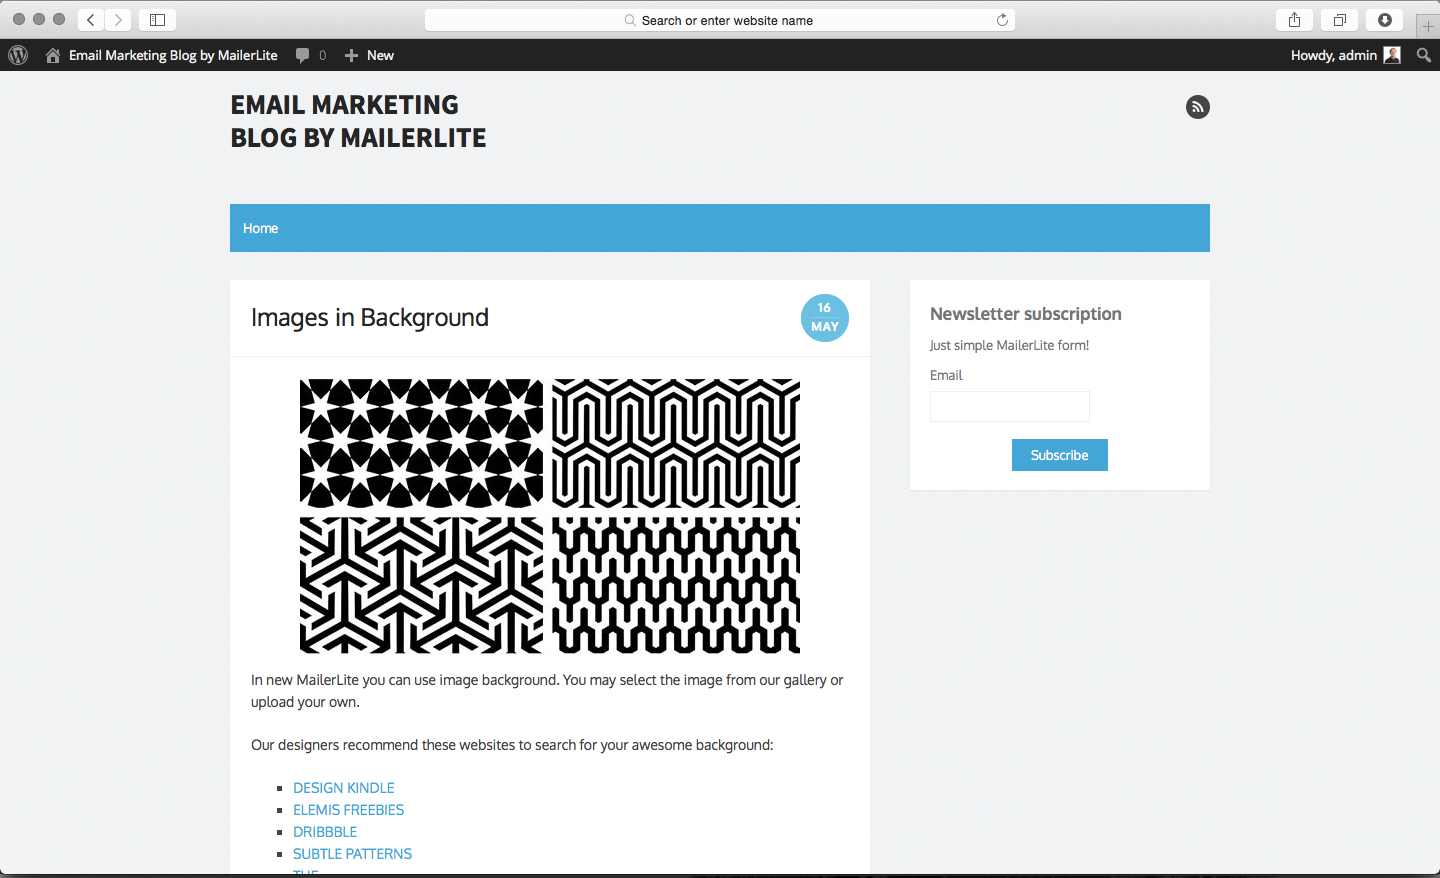 Search or enter website name
Email Marketing Blog by MailerLite 0 New Howdy, admin
EMAIL MARKETING
BLOG BY MAILERLITE
Home
Images in Background
16
MAY
Newsletter subscription
Just simple MailerLite form!
Email
Subscribe
In new MailerLite you can use image background. You may select the image from our gallery or
upload your own.
Our designers recommend these websites to search for your awesome background:
DESIGN KINDLE
ELEMIS FREEBIES
DRIBBBLE
SUBTLE PATTERNS